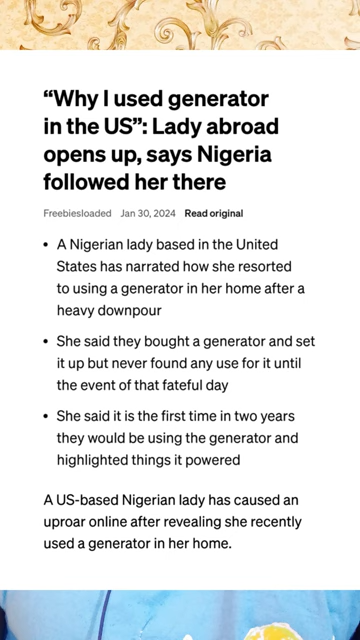 “Why I used generator
in the US”: Lady abroad
opens up, says Nigeria
followed her there
Freebiesloaded Jan 30, 2024 Read original
• A Nigerian lady based in the United
States has narrated how she resorted
to using a generator in her home after a
heavy downpour
• She said they bought a generator and set
it up but never found any use for it until
the event of that fateful day
• She said it is the first time in two years
they would be using the generator and
highlighted things it powered
A US-based Nigerian lady has caused an
uproar online after revealing she recently
used a generator in her home.